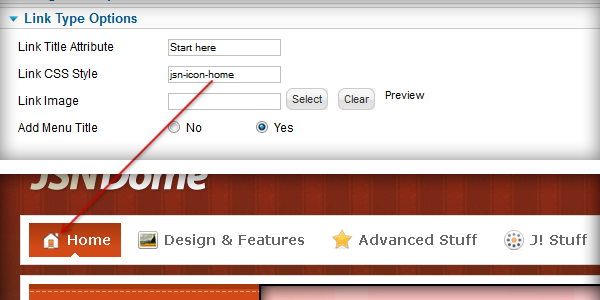 Link Type Options
Link Title Attribute Start here
Link CSS Style jsn-icon-home
Link Image Select Clear Preview
Add Menu Title No Yes
JSNDome
Home Design & Features Advanced Stuff J! Stuff